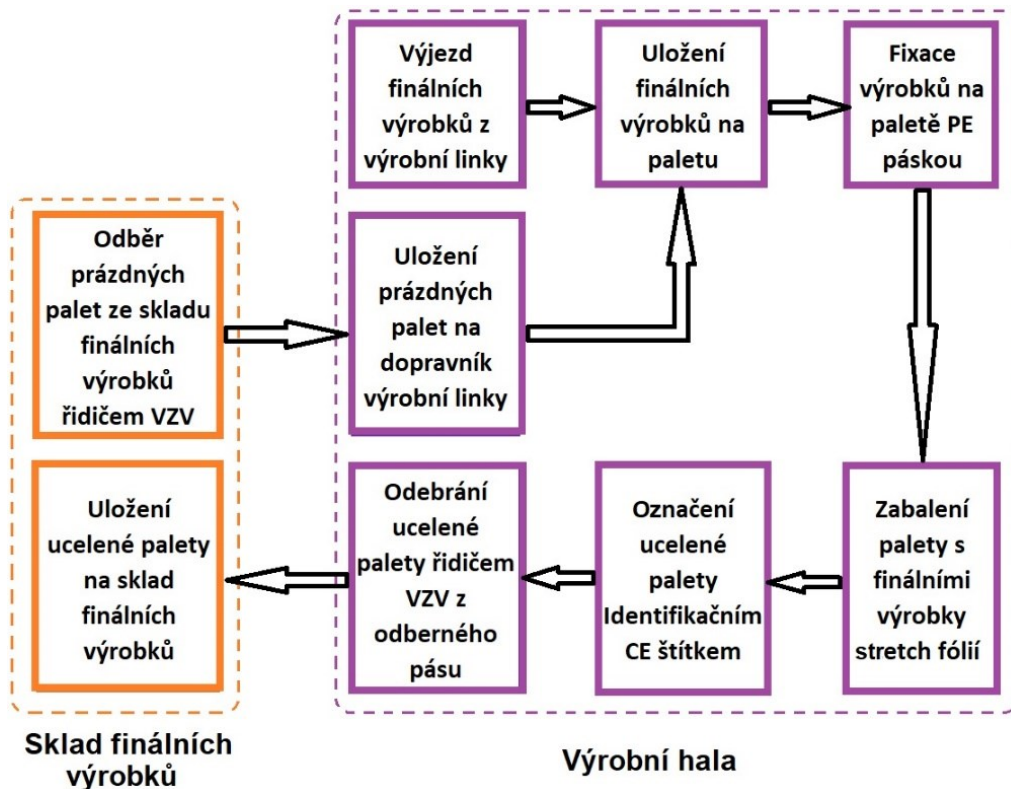 Výjezd
finálních
výrobků z
výrobní linky
Uložení
finálních
výrobků na
paletu
Fixace
výrobků na
paletě PE
páskou
Odběr
prázdných
palet ze skladu
finálních
výrobků
řidičem VZV
Uložení
prázdných
palet na
dopravník
výrobní linky
Uložení
ucelené palety
na sklad
finálních
výrobků
Odebrání
ucelené
palety řidičem
VZV z
odberného
pásu
Označení
ucelené
palety
Identifikačním
CE štítkem
Zabalení
palety s
finálními
výrobky
stretch fólií
Sklad finálních
výrobků
Výrobní hala